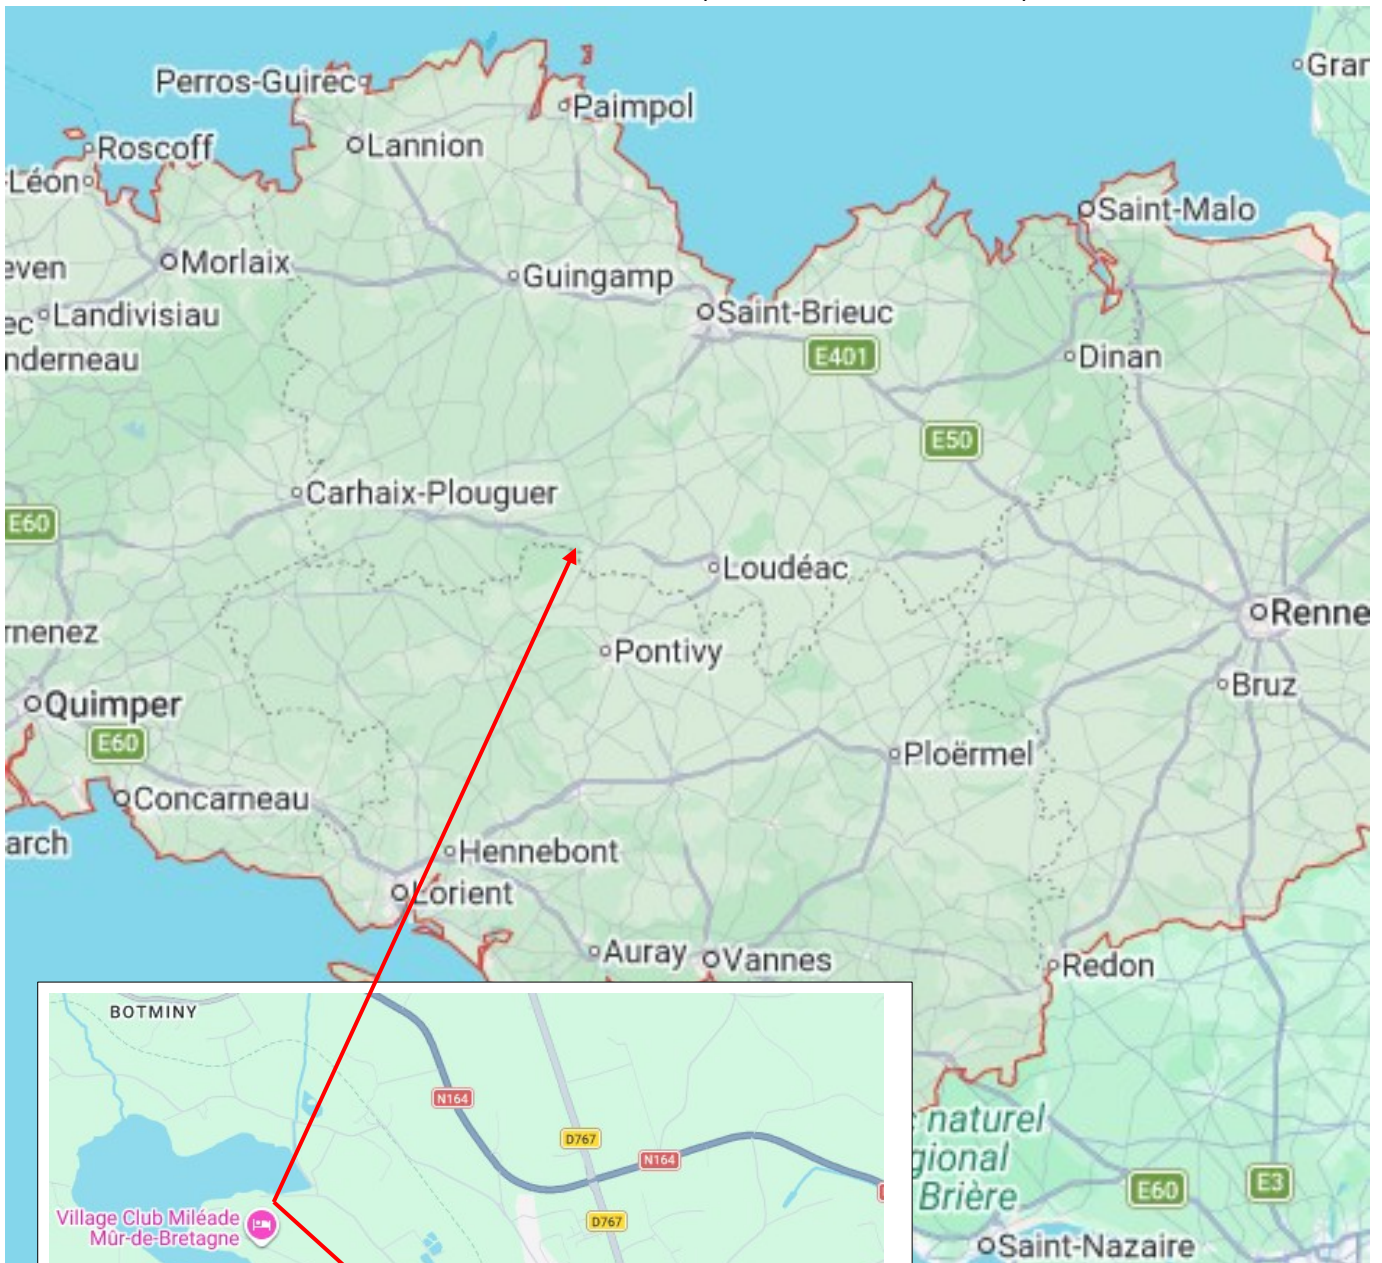 Gran
Perros-Guirec
Paimpol
Lannion
Roscoff
Léon
Saint-Malo
Morlaix
even
Guingamp
Saint-Brieuc
ec
Landivisiau
nderneau
E401
Dinan
E50
Carhaix-Plouguer
E60
Loudéac
Renne
rnenez
Pontivy
Bruz
Quimper
E60
Ploërmel
Concarneau
arch
Hennebont
Lorient
Auray
Vannes
Redon
BOTMINY
N164
D767
N164
naturel
gional
Brière
E60
E3
Village Club Miléade
Mûr-de-Bretagne
D767
Saint-Nazaire